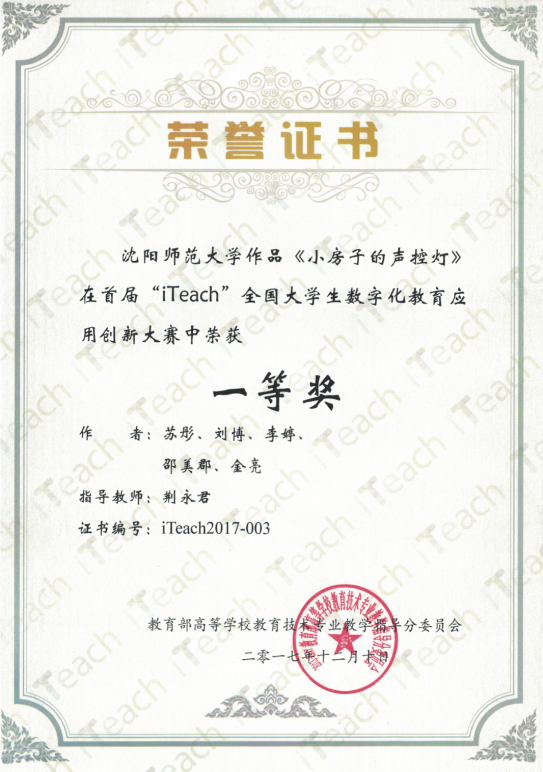 荣誉证书
沈阳师范大学作品《小房子的声控灯》
在首届“iTeach”全国大学生数字化教育应
用创新大赛中荣获
一等奖
作 者：苏彤、刘博、李婷、
邵美郡、金亮
指导教师：荆永君
证书编号：iTeach2017-003
教育部高等学校教育技术专业教学指导分委员会
二零一七年十二月十日